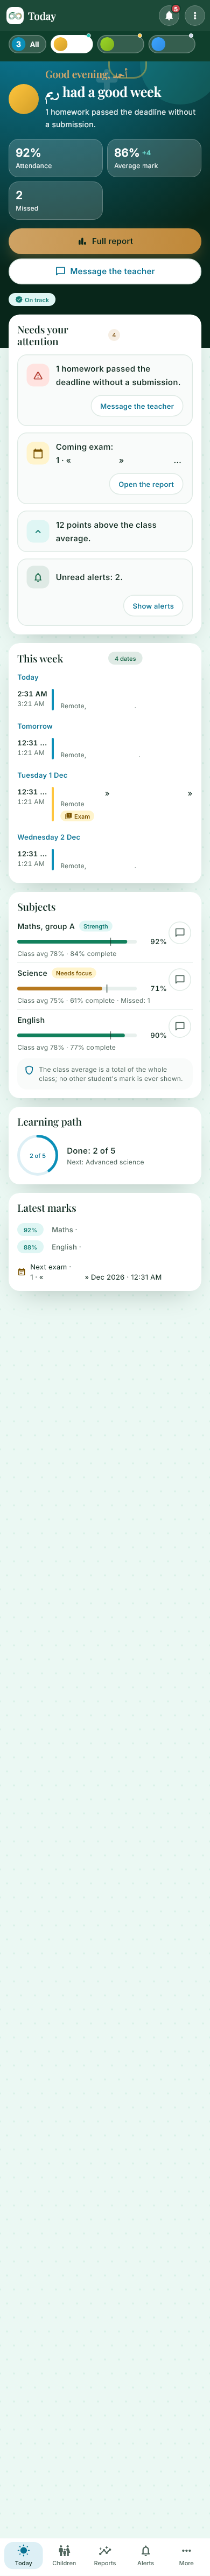 Today
5
3 All
Good evening, أحمد
ريم had a good week
1 homework passed the deadline without
a submission.
92%
Attendance
86% +4
Average mark
2
Missed
Full report
Message the teacher
On track
Needs your
attention
4
1 homework passed the
deadline without a submission.
Message the teacher
Coming exam:
1 · « » ...
Open the report
12 points above the class
average.
Unread alerts: 2.
Show alerts
This week
4 dates
Today
2:31 AM
3:21 AM
Remote, .
Tomorrow
12:31 ...
1:21 AM
Remote, .
Tuesday 1 Dec
12:31 ...
» »
1:21 AM
Remote
Exam
Wednesday 2 Dec
12:31 ...
1:21 AM
Remote, .
Subjects
Maths, group A Strength
92%
Class avg 78% · 84% complete
Science Needs focus
71%
Class avg 75% · 61% complete · Missed: 1
English
90%
Class avg 78% · 77% complete
The class average is a total of the whole
class; no other student's mark is ever shown.
Learning path
2 of 5
Done: 2 of 5
Next: Advanced science
Latest marks
92% Maths ·
88% English ·
Next exam ·
1 · « » Dec 2026 · 12:31 AM
Today Children Reports Alerts More